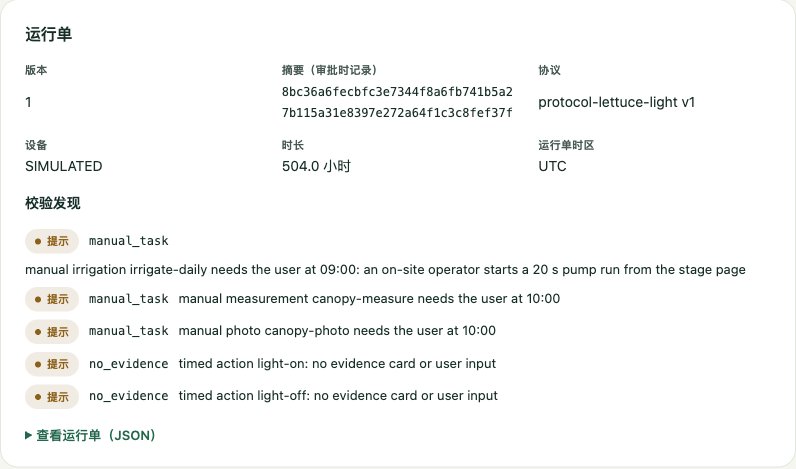 运行单
版本
摘要（审批时记录）
协议
1
8bc36a6fecbfc3e7344f8a6fb741b5a2
7b115a31e8397e272a64f1c3c8fef37f
protocol-lettuce-light v1
设备
时长
运行单时区
SIMULATED
504.0 小时
UTC
校验发现
提示 manual_task
manual irrigation irrigate-daily needs the user at 09:00: an on-site operator starts a 20 s pump run from the stage page
提示 manual_task manual measurement canopy-measure needs the user at 10:00
提示 manual_task manual photo canopy-photo needs the user at 10:00
提示 no_evidence timed action light-on: no evidence card or user input
提示 no_evidence timed action light-off: no evidence card or user input
查看运行单（JSON）